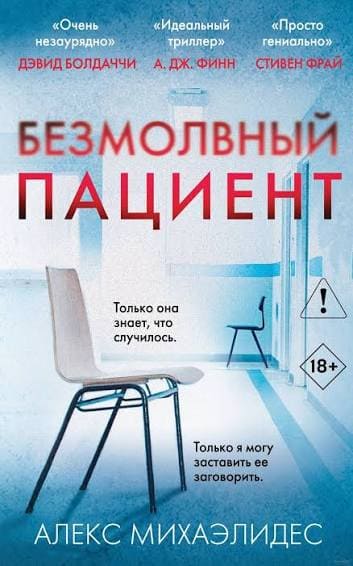 «Очень
незаурядно»
ДЭВИД БОЛДАЧЧИ
«Идеальный
триллер»
А. ДЖ. ФИНН
«Просто
гениально»
СТИВЕН ФРАЙ
БЕЗМОЛВНЫЙ
ПАЦИЕНТ
Только она
знает, что
случилось.
!
18+
Только я могу
заставить ее
заговорить.
АЛЕКС МИХАЭЛИДЕС